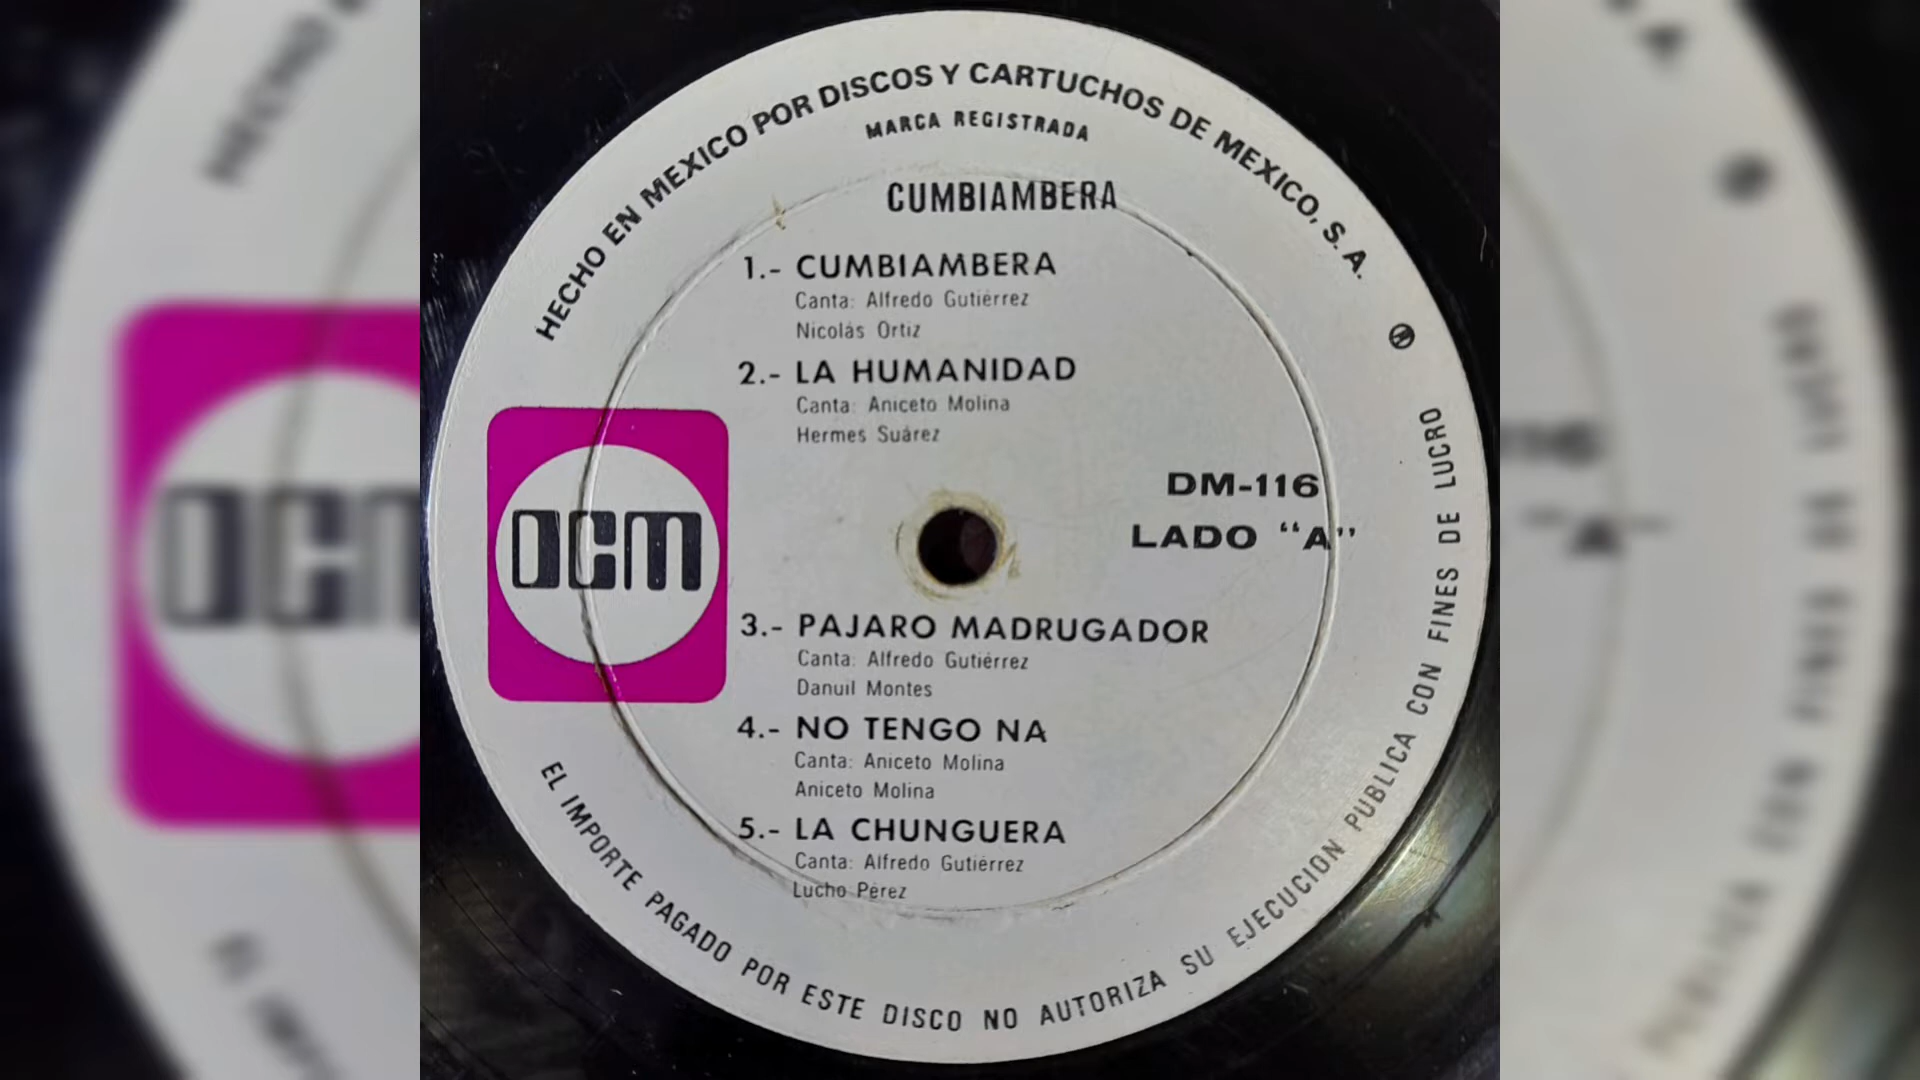 HECHO EN MEXICO POR DISCOS Y CARTUCHOS DE MEXICO, S. A.
MARCA REGISTRADA
CUMBIAMBERA
1.- CUMBIAMBERA
Canta: Alfredo Gutiérrez
Nicolás Ortiz
2.- LA HUMANIDAD
Canta: Aniceto Molina
Hermes Suárez
DM-116
LADO "A"
DCM
3.- PAJARO MADRUGADOR
Canta: Alfredo Gutiérrez
Danuil Montes
4.- NO TENGO NA
Canta: Aniceto Molina
Aniceto Molina
5.- LA CHUNGUERA
Canta: Alfredo Gutiérrez
Lucho Pérez
EL IMPORTE PAGADO POR ESTE DISCO NO AUTORIZA SU EJECUCION PUBLICA CON FINES DE LUCRO